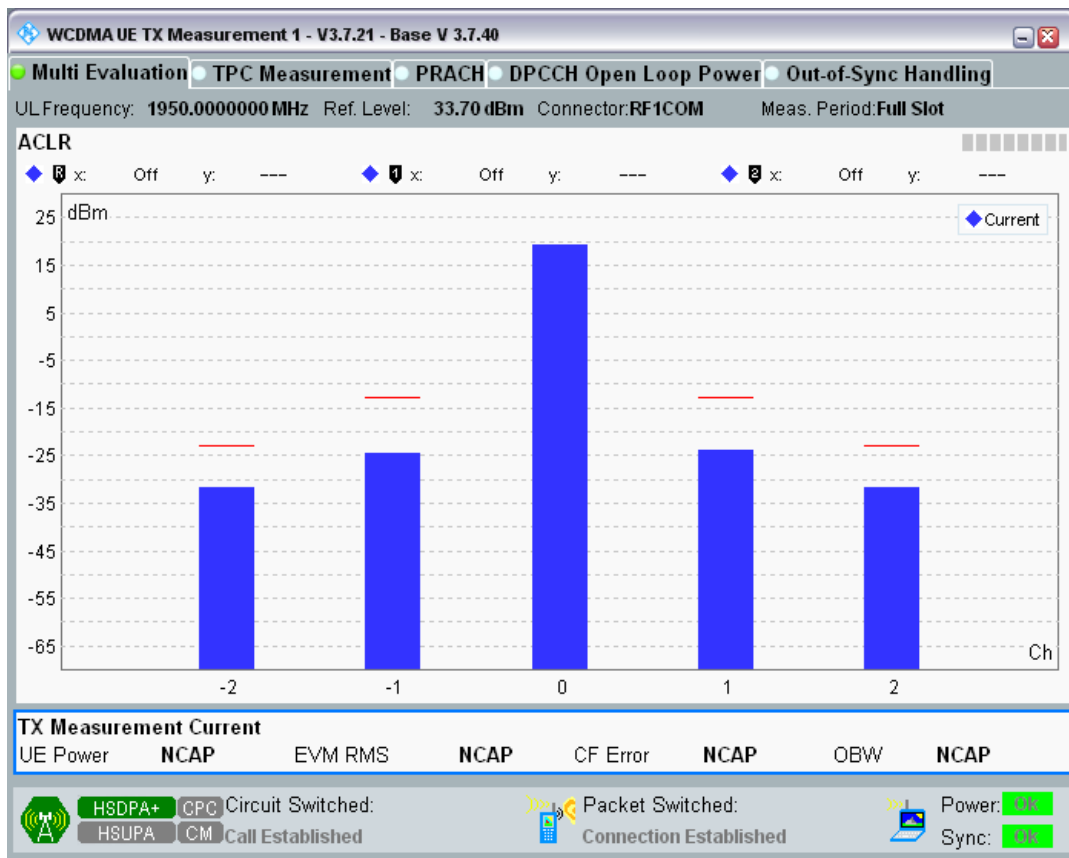 WCDMA UE TX Measurement 1 - V3.7.21 - Base V 3.7.40
Multi Evaluation TPC Measurement PRACH DPCCH Open Loop Power Out-of-Sync Handling
UL Frequency: 1950.0000000 MHz Ref. Level: 33.70 dBm Connector:RF1COM Meas. Period:Full Slot
ACLR
R x: Off y: --- 1 x: Off y: --- 2 x: Off y: ---
dBm
Current
25
15
5
-5
-15
-25
-35
-45
-55
-65
Ch
-2 -1 0 1 2
TX Measurement Current
UE Power NCAP EVM RMS NCAP CF Error NCAP OBW NCAP
HSDPA+ CPC Circuit Switched: Packet Switched: Power: Ok
HSUPA CM Call Established Connection Established Sync: Ok